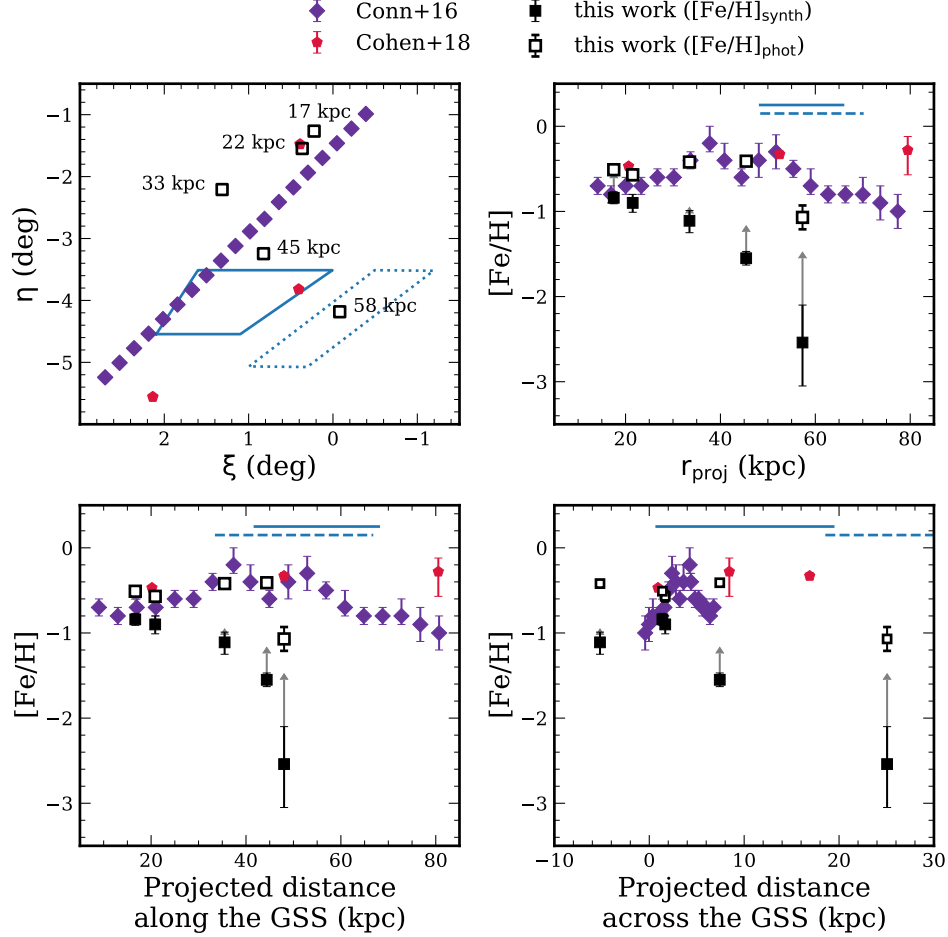 Conn+16
this work ([Fe/H]synth)
Cohen+18
this work ([Fe/H]phot)
−1
−2
−3
−4
−5
η (deg)
17 kpc
22 kpc
33 kpc
45 kpc
58 kpc
2
1
0
−1
ξ (deg)
0
−1
−2
−3
[Fe/H]
20
40
60
80
rproj (kpc)
0
−1
−2
−3
[Fe/H]
20
40
60
80
Projected distance
along the GSS (kpc)
0
−1
−2
−3
[Fe/H]
−10
0
10
20
30
Projected distance
across the GSS (kpc)